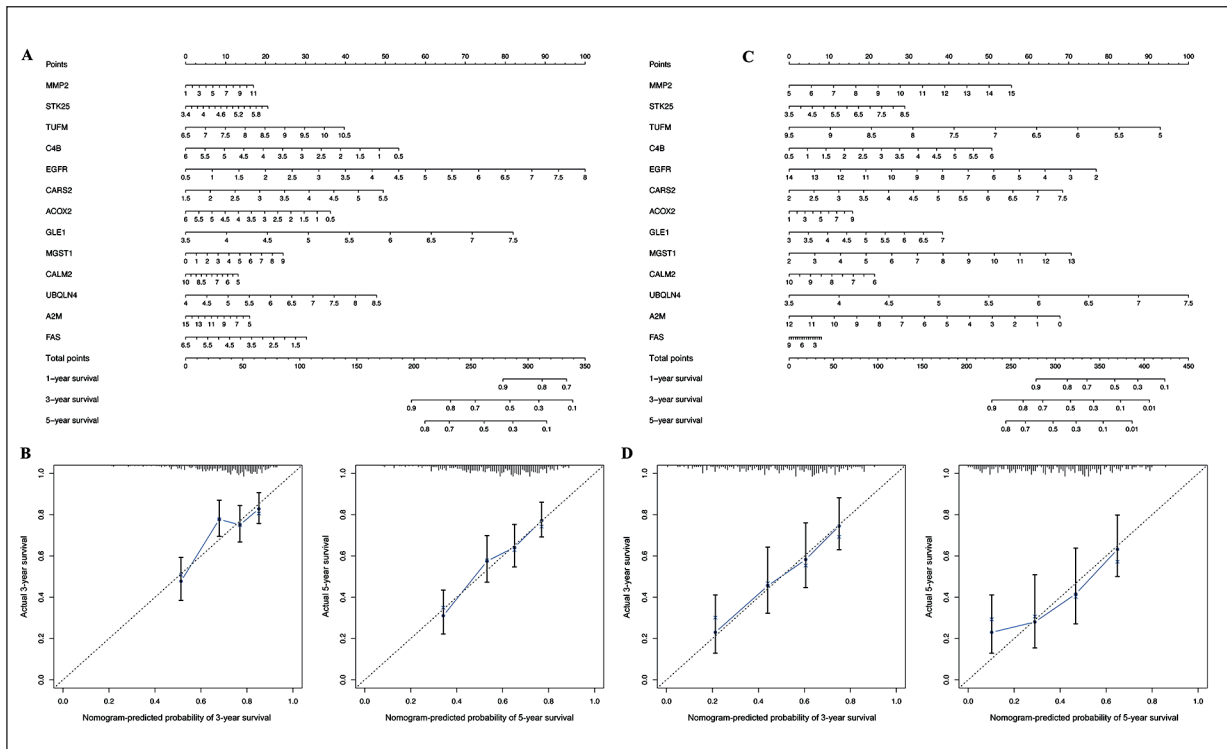 A
Points
0 10 20 30 40 50 60 70 80 90 100
MMP2
1 3 5 7 9 11
STK25
3.4 4 4.6 5.2 5.8
TUFM
6.5 7 7.5 8 8.5 9 9.5 10 10.5
C4B
6 5.5 5 4.5 4 3.5 3 2.5 2 1.5 1 0.5
EGFR
0.5 1 1.5 2 2.5 3 3.5 4 4.5 5 5.5 6 6.5 7 7.5 8
CARS2
1.5 2 2.5 3 3.5 4 4.5 5 5.5
ACOX2
6 5.5 5 4.5 4 3.5 3 2.5 2 1.5 1 0.5
GLE1
3.5 4 4.5 5 5.5 6 6.5 7 7.5
MGST1
0 1 2 3 4 5 6 7 8 9
CALM2
10 8.5 7 6 5
UBQLN4
4 4.5 5 5.5 6 6.5 7 7.5 8 8.5
A2M
15 13 11 9 7 5
FAS
6.5 5.5 4.5 3.5 2.5 1.5
Total points
0 50 100 150 200 250 300 350
1-year survival
0.9 0.8 0.7
3-year survival
0.9 0.8 0.7 0.5 0.3 0.1
5-year survival
0.8 0.7 0.5 0.3 0.1
C
Points
0 10 20 30 40 50 60 70 80 90 100
MMP2
5 6 7 8 9 10 11 12 13 14 15
STK25
3.5 4.5 5.5 6.5 7.5 8.5
TUFM
9.5 9 8.5 8 7.5 7 6.5 6 5.5 5
C4B
0.5 1 1.5 2 2.5 3 3.5 4 4.5 5 5.5 6
EGFR
14 13 12 11 10 9 8 7 6 5 4 3 2
CARS2
2 2.5 3 3.5 4 4.5 5 5.5 6 6.5 7 7.5
ACOX2
1 3 5 7 9
GLE1
3 3.5 4 4.5 5 5.5 6 6.5 7
MGST1
2 3 4 5 6 7 8 9 10 11 12 13
CALM2
10 9 8 7 6
UBQLN4
3.5 4 4.5 5 5.5 6 6.5 7 7.5
A2M
12 11 10 9 8 7 6 5 4 3 2 1 0
FAS
9 6 3
Total points
0 50 100 150 200 250 300 350 400 450
1-year survival
0.9 0.8 0.7 0.5 0.3 0.1
3-year survival
0.9 0.8 0.7 0.5 0.3 0.1 0.01
5-year survival
0.8 0.7 0.5 0.3 0.1 0.01
B
Actual 3-year survival
1.0
0.8
0.6
0.4
0.2
0.0
0.0 0.2 0.4 0.6 0.8 1.0
Nomogram-predicted probability of 3-year survival
Actual 5-year survival
1.0
0.8
0.6
0.4
0.2
0.0
0.0 0.2 0.4 0.6 0.8 1.0
Nomogram-predicted probability of 5-year survival
D
Actual 3-year survival
1.0
0.8
0.6
0.4
0.2
0.0
0.0 0.2 0.4 0.6 0.8 1.0
Nomogram-predicted probability of 3-year survival
Actual 5-year survival
1.0
0.8
0.6
0.4
0.2
0.0
0.0 0.2 0.4 0.6 0.8 1.0
Nomogram-predicted probability of 5-year survival